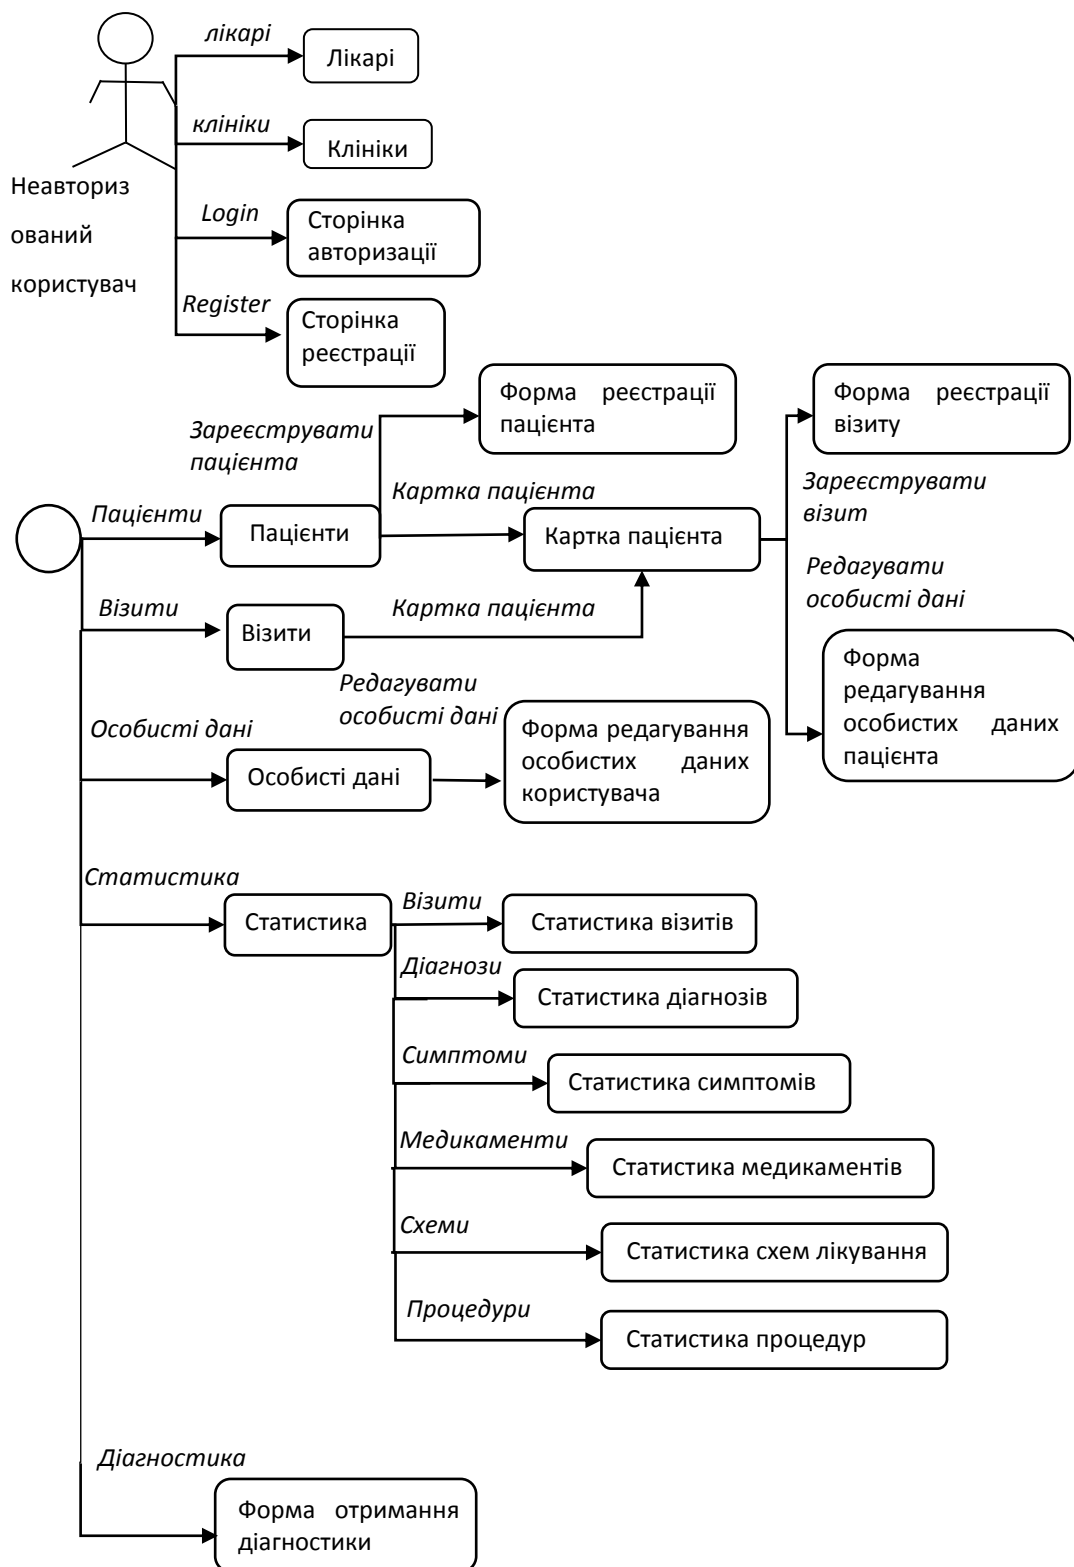 лікарі
Лікарі
клініки
Клініки
Неавториз
ований
користувач
Login
Сторінка
авторизації
Register
Сторінка
реєстрації
Зареєструвати
пацієнта
Форма реєстрації
пацієнта
Форма реєстрації
візиту
Пацієнти
Пацієнти
Картка пацієнта
Картка пацієнта
Зареєструвати
візит
Редагувати
особисті дані
Візити
Візити
Картка пацієнта
Форма
редагування
особистих даних
пацієнта
Особисті дані
Особисті дані
Редагувати
особисті дані
Форма редагування
особистих даних
користувача
Статистика
Статистика
Візити
Статистика візитів
Діагнози
Статистика діагнозів
Симптоми
Статистика симптомів
Медикаменти
Статистика медикаментів
Схеми
Статистика схем лікування
Процедури
Статистика процедур
Діагностика
Форма отримання
діагностики